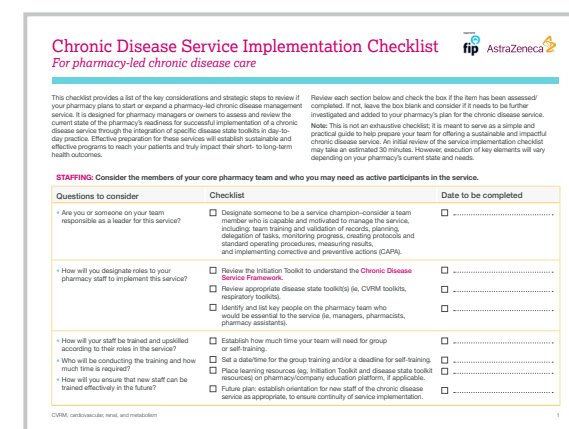 Chronic Disease Service Implementation Checklist
For pharmacy-led chronic disease care
fip
AstraZeneca
This checklist provides a list of the key considerations and strategic steps to review if
your pharmacy plans to start or expand a pharmacy-led chronic disease management
service. It is designed for pharmacy managers or owners to assess and review the
current state of the pharmacy's readiness for successful implementation of a chronic
disease service through the integration of specific disease state toolkits in day-to-
day practice. Effective preparation for these services will establish sustainable and
effective programs to reach your patients and truly impact their short- to long-term
health outcomes.
Review each section below and check the box if the item has been assessed/
completed. If not, leave the box blank and consider if it needs to be further
investigated and added to your pharmacy's plan for the chronic disease service.
Note: This is not an exhaustive checklist; it is meant to serve as a simple and
practical guide to help prepare your team for offering a sustainable and impactful
chronic disease service. An initial review of the service implementation checklist
may take an estimated 30 minutes. However, execution of key elements will vary
depending on your pharmacy's current state and needs.
STAFFING: Consider the members of your core pharmacy team and who you may need as active participants in the service.
Questions to consider
Checklist
Date to be completed
• Are you or someone on your team
responsible as a leader for this service?
Designate someone to be a service champion–consider a team
member who is capable and motivated to manage the service,
including: team training and validation of records, planning,
delegation of tasks, monitoring progress, creating protocols and
standard operating procedures, measuring results,
and implementing corrective and preventive actions (CAPA).
• How will you designate roles to your
pharmacy staff to implement this service?
Review the Initiation Toolkit to understand the Chronic Disease
Service Framework.
Review appropriate disease state toolkit(s) (ie, CVRM toolkits,
respiratory toolkits).
Identify and list key people on the pharmacy team who
would be essential to the service (ie, managers, pharmacists,
pharmacy assistants).
• How will your staff be trained and upskilled
according to their roles in the service?
• Who will be conducting the training and how
much time is required?
• How will you ensure that new staff can be
trained effectively in the future?
Establish how much time your team will need for group
or self-training.
Set a date/time for the group training and/or a deadline for self-training.
Place learning resources (eg, Initiation Toolkit and disease state toolkit
resources) on pharmacy/company education platform, if applicable.
Future plan: establish orientation for new staff of the chronic disease
service as appropriate, to ensure continuity of service implementation.
CVRM, cardiovascular, renal, and metabolism
1